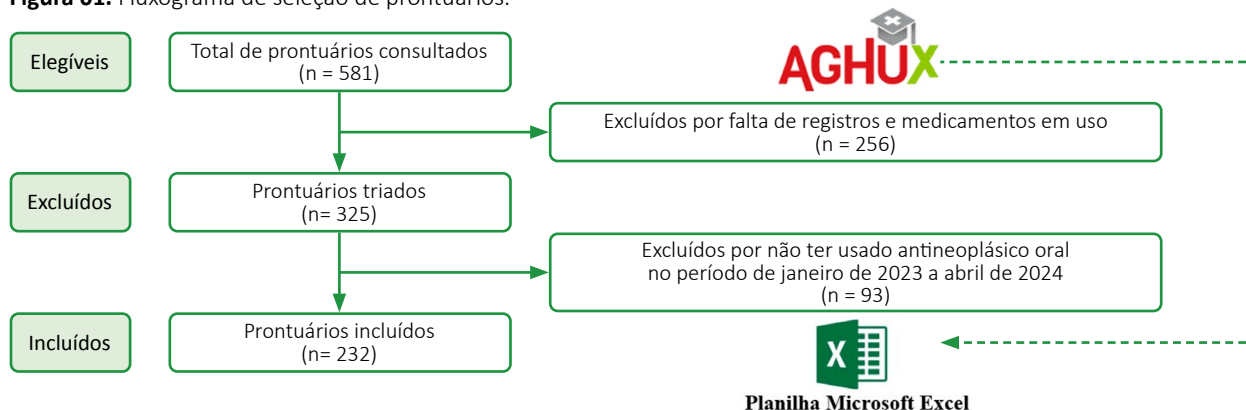 Figura 01. Fluxograma de seleção de prontuários.
Elegíveis
Total de prontuários consultados
(n = 581)
AGHUX
Excluídos por falta de registros e medicamentos em uso
(n = 256)
Excluídos
Prontuários triados
(n= 325)
Excluídos por não ter usado antineoplásico oral
no período de janeiro de 2023 a abril de 2024
(n = 93)
Incluídos
Prontuários incluídos
(n= 232)
X
Planilha Microsoft Excel